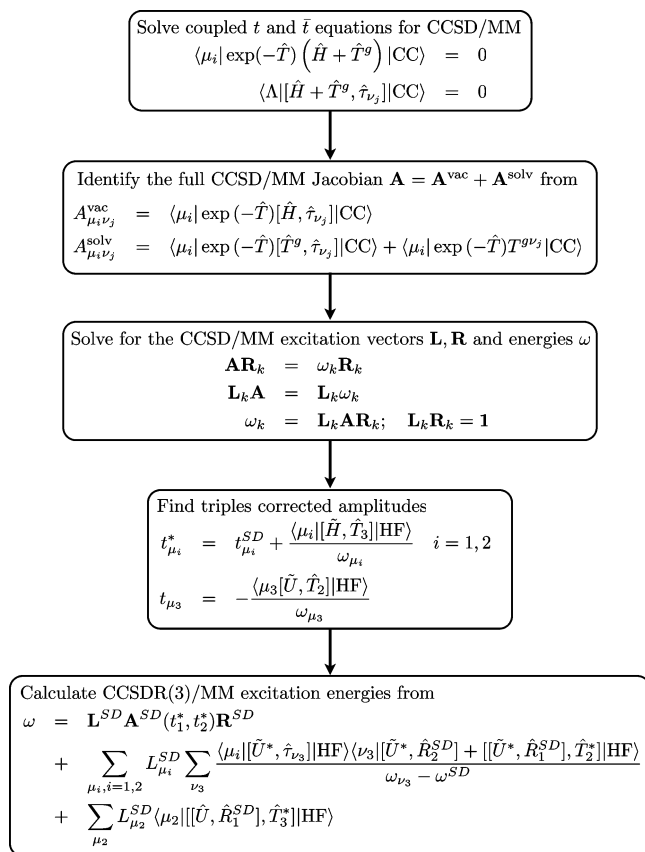 Solve coupled t and t̄ equations for CCSD/MM
⟨μ_i| exp(−T̂) (Ĥ + T̂^g) |CC⟩ = 0
⟨Λ|[Ĥ + T̂^g, τ̂_{ν_j}]|CC⟩ = 0
Identify the full CCSD/MM Jacobian A = A^vac + A^solv from
A^vac_{μ_i ν_j} = ⟨μ_i| exp (−T̂)[Ĥ, τ̂_{ν_j}]|CC⟩
A^solv_{μ_i ν_j} = ⟨μ_i| exp (−T̂)[T̂^g, τ̂_{ν_j}]|CC⟩ + ⟨μ_i| exp (−T̂)T^{gν_j}|CC⟩
Solve for the CCSD/MM excitation vectors L, R and energies ω
AR_k = ω_k R_k
L_k A = L_k ω_k
ω_k = L_k AR_k; L_k R_k = 1
Find triples corrected amplitudes
t*_{μ_i} = t^{SD}_{μ_i} + ⟨μ_i|[H̃, T̂_3]|HF⟩ / ω_{μ_i} i = 1, 2
t_{μ_3} = −⟨μ_3[Ũ, T̂_2]|HF⟩ / ω_{μ_3}
Calculate CCSDR(3)/MM excitation energies from
ω = L^{SD} A^{SD}(t*_1, t*_2)R^{SD}
+ ∑_{μ_i,i=1,2} L^{SD}_{μ_i} ∑_{ν_3} ⟨μ_i|[Ũ*, τ̂_{ν_3}]|HF⟩⟨ν_3|[Ũ*, R̂^{SD}_2] + [[Ũ*, R̂^{SD}_1], T̂*_2]|HF⟩ / ω_{ν_3} − ω^{SD}
+ ∑_{μ_2} L^{SD}_{μ_2}⟨μ_2|[[Û, R̂^{SD}_1], T̂*_3]|HF⟩